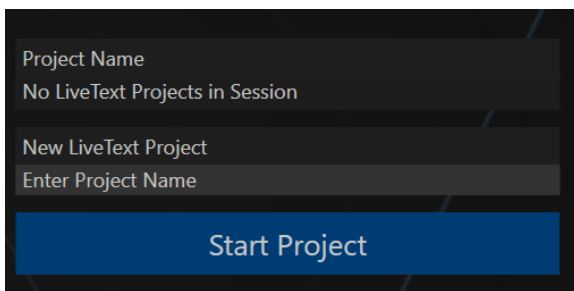 Project Name
No LiveText Projects in Session
New LiveText Project
Enter Project Name
Start Project